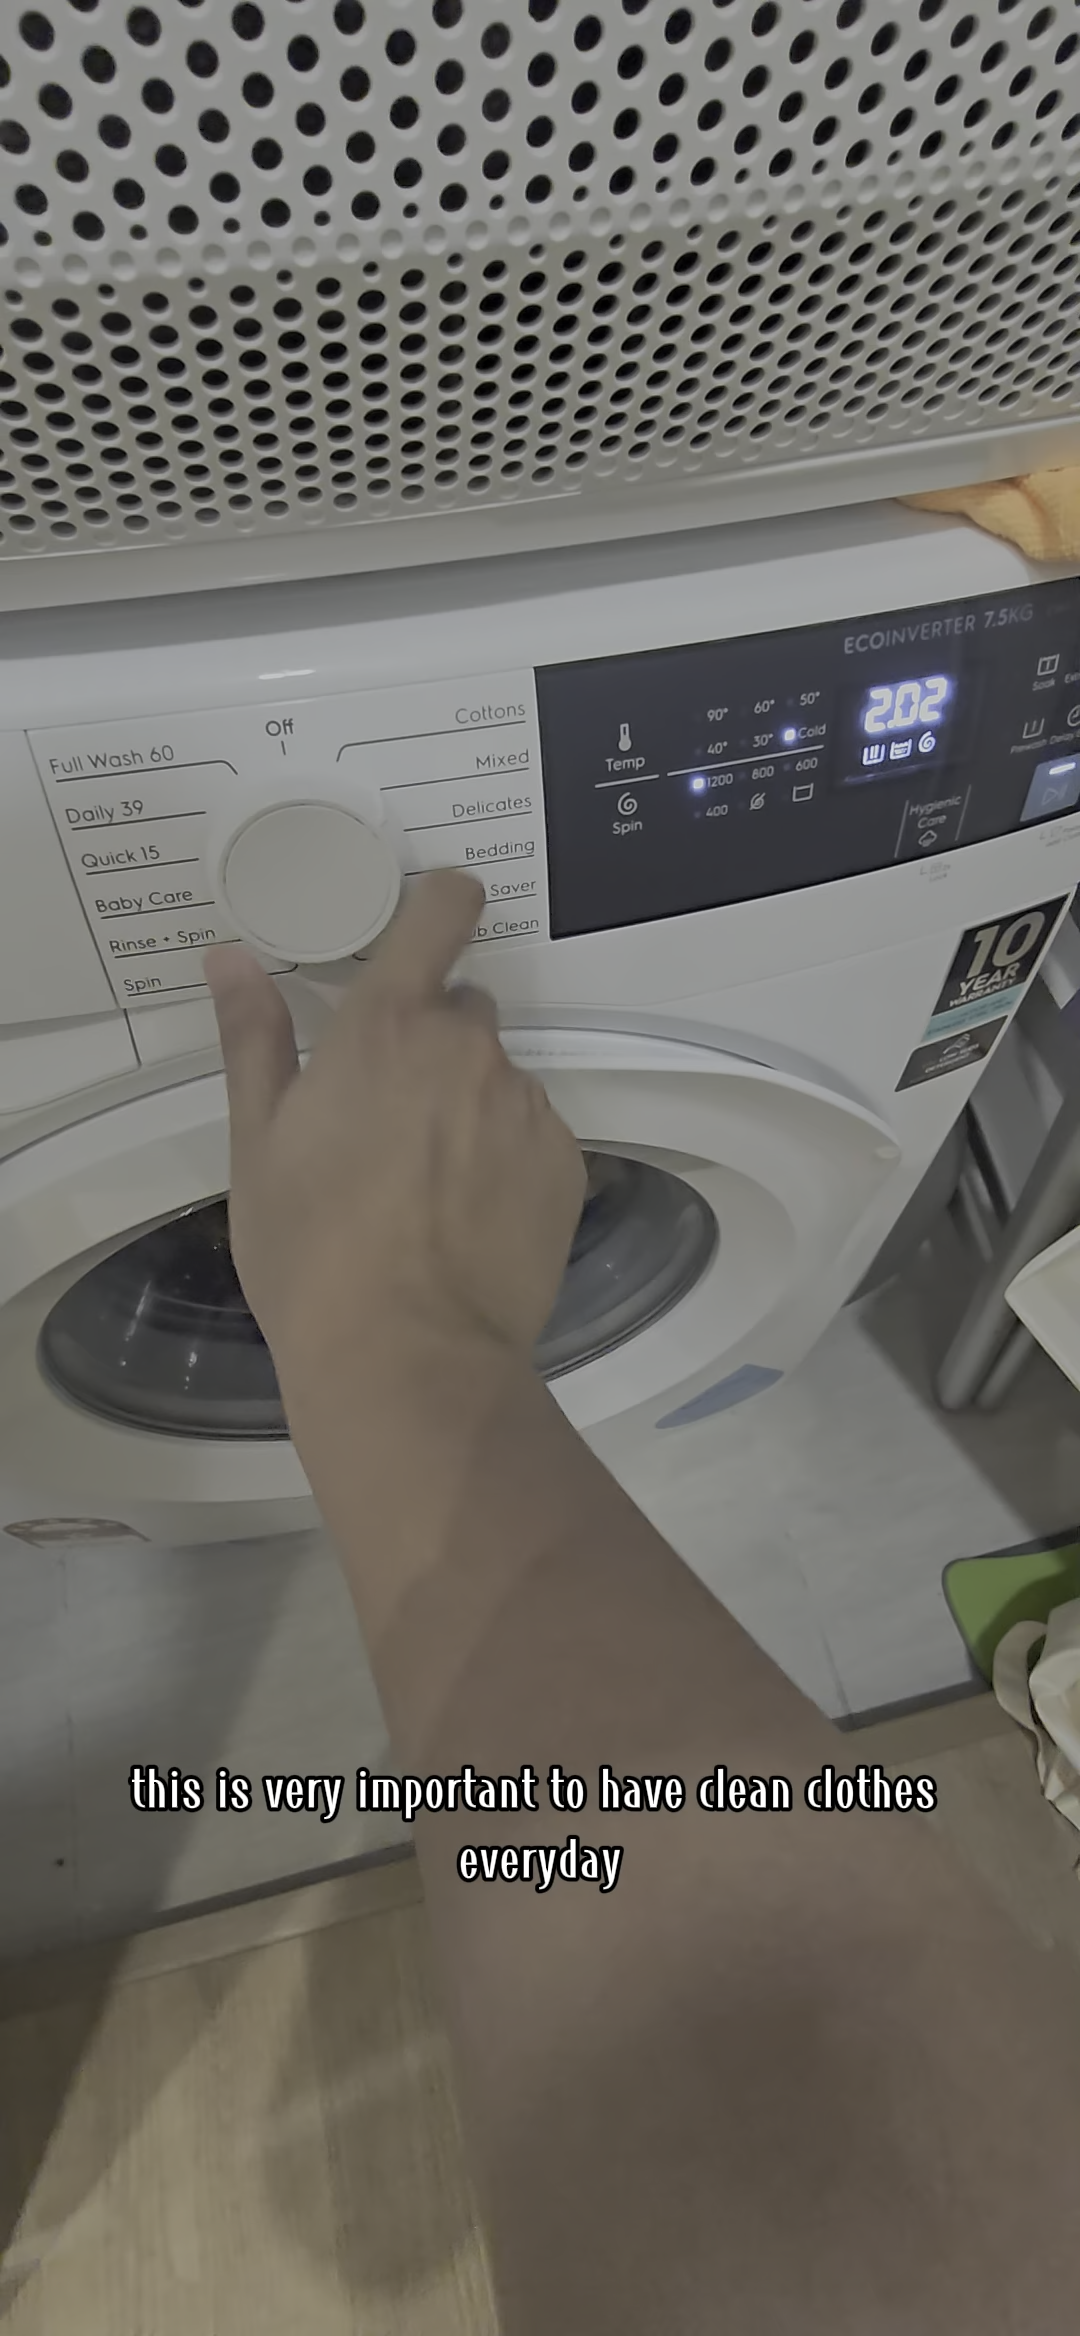 ECOINVERTER 7.5KG
Off
Full Wash 60
Daily 39
Quick 15
Baby Care
Rinse + Spin
Spin
Cottons
Mixed
Delicates
Bedding
Saver
Clean
Temp
90° 60° 50°
40° 30° Cold
1200 800 600
400
Spin
202
Soak
Prewash
Hygienic
Care
10
YEAR
WARRANTY
this is very important to have clean clothes
everyday